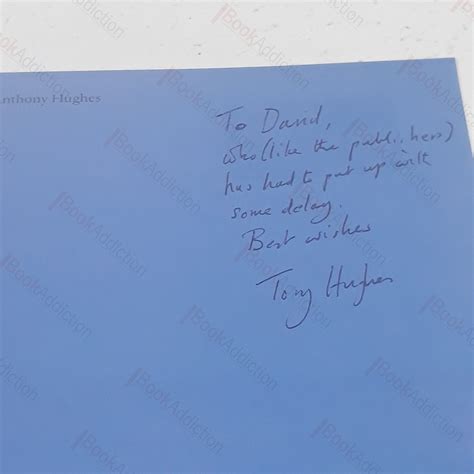 Anthony Hughes
To David,
who (like the publishers)
has had to put up with
some delay.
Best wishes
Tony Hughes
BookAddiction